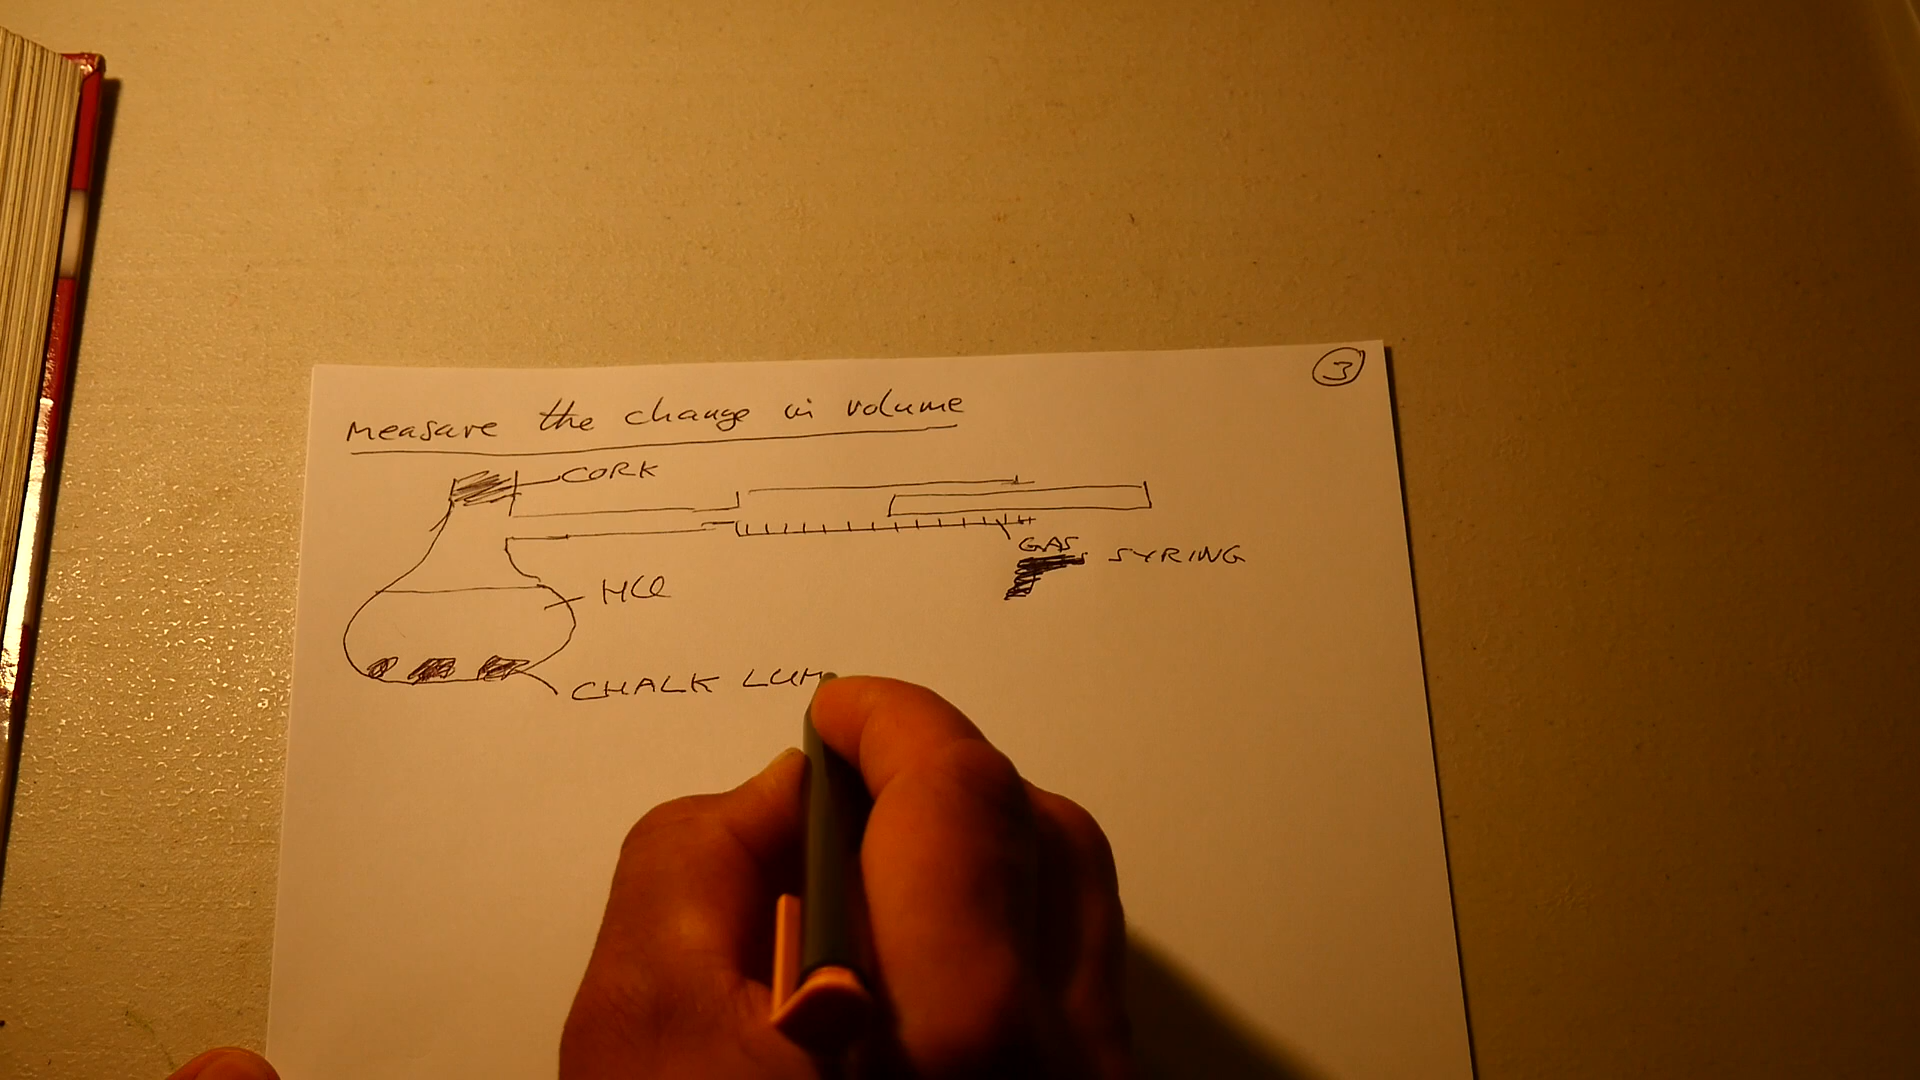 3
Measure the change in volume
CORK
GAS
SYRING
HCl
CHALK LUM